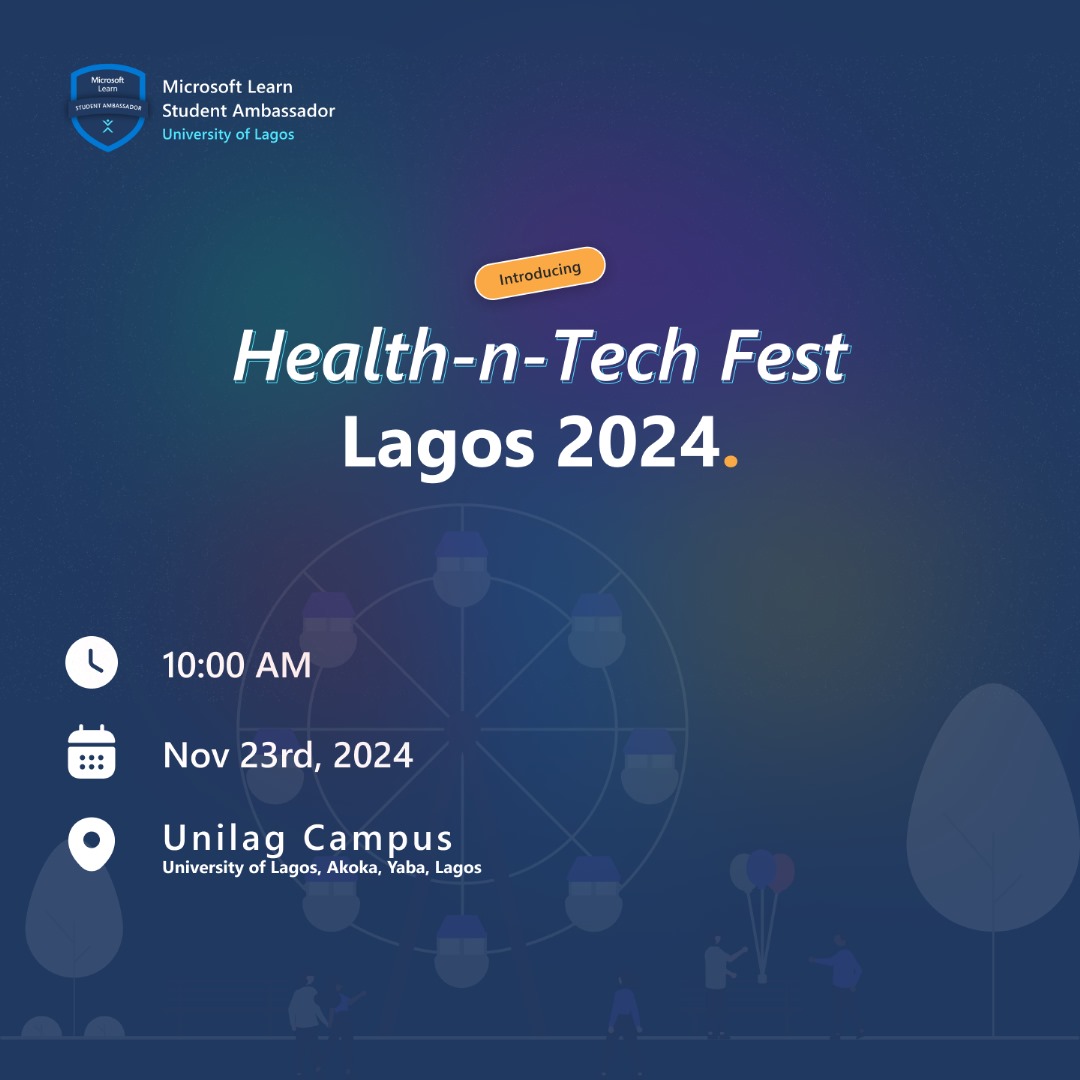 Microsoft
Learn
STUDENT AMBASSADOR
Microsoft Learn
Student Ambassador
University of Lagos
Introducing
Health-n-Tech Fest
Lagos 2024.
10:00 AM
Nov 23rd, 2024
Unilag Campus
University of Lagos, Akoka, Yaba, Lagos